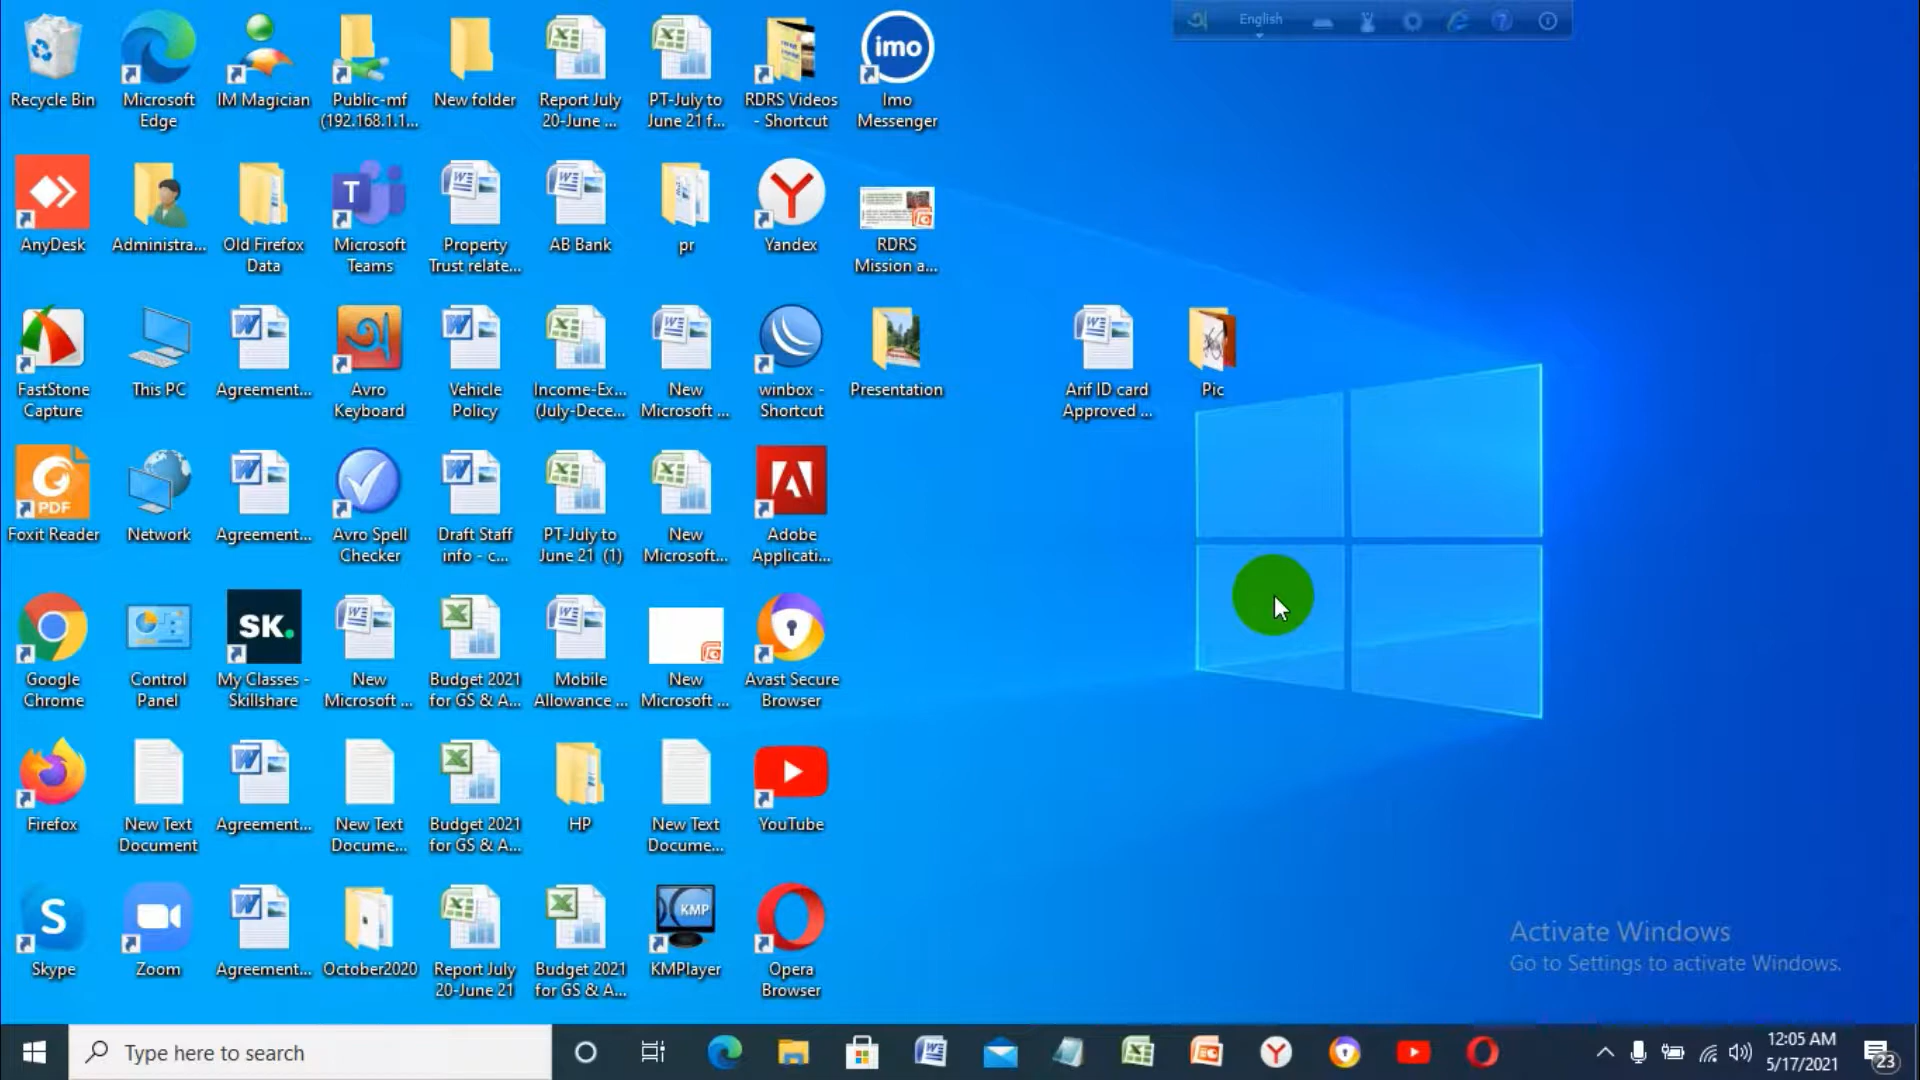 English
Recycle Bin
Microsoft
Edge
IM Magician
Public-mf
(192.168.1.1...
New folder
Report July
20-June ...
PT-July to
June 21 f...
RDRS Videos
- Shortcut
imo
Imo
Messenger
AnyDesk
Administra...
Old Firefox
Data
T
Microsoft
Teams
Property
Trust relate...
AB Bank
pr
Y
Yandex
RDRS
Mission a...
FastStone
Capture
This PC
Agreement...
অ
Avro
Keyboard
Vehicle
Policy
Income-Ex...
(July-Dece...
New
Microsoft ...
winbox -
Shortcut
Presentation
Arif ID card
Approved ...
Pic
PDF
Foxit Reader
Network
Agreement...
Avro Spell
Checker
Draft Staff
info - c...
PT-July to
June 21 (1)
New
Microsoft...
Adobe
Applicati...
Google
Chrome
Control
Panel
SK.
My Classes -
Skillshare
New
Microsoft ...
Budget 2021
for GS & A...
Mobile
Allowance ...
New
Microsoft ...
Avast Secure
Browser
Firefox
New Text
Document
Agreement...
New Text
Docume...
Budget 2021
for GS & A...
HP
New Text
Docume...
YouTube
S
Skype
Zoom
Agreement...
October2020
Report July
20-June 21
Budget 2021
for GS & A...
KMP
KMPlayer
Opera
Browser
Activate Windows
Go to Settings to activate Windows.
Type here to search
12:05 AM
5/17/2021
23